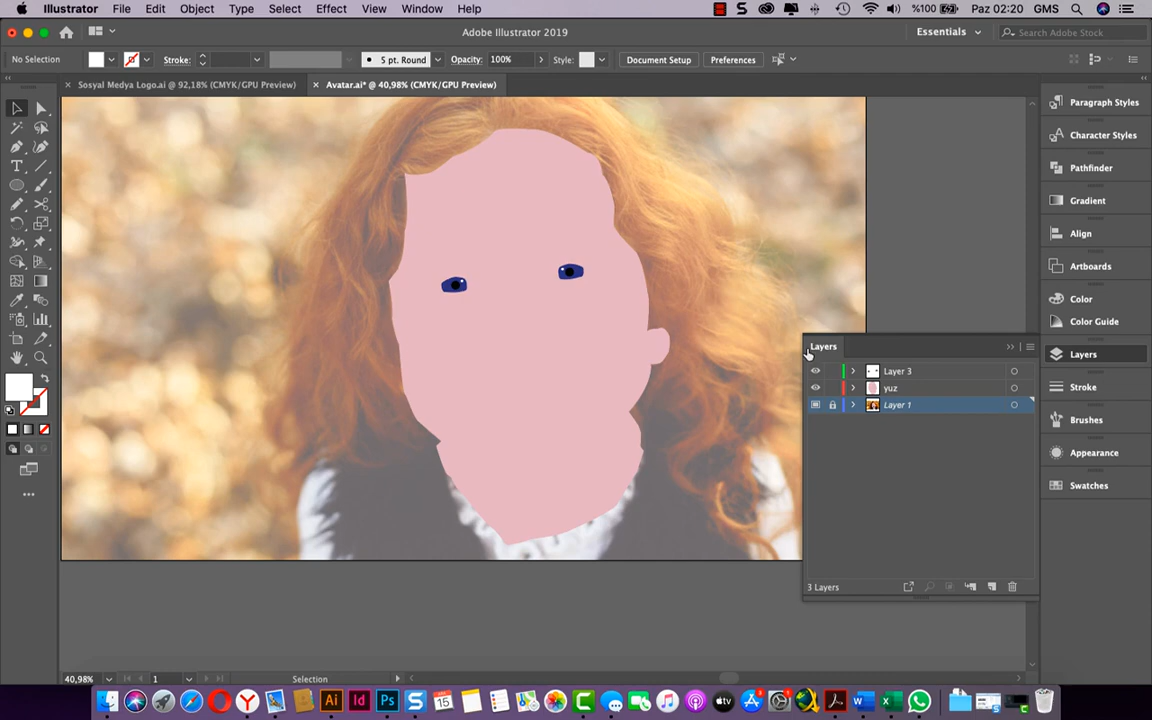 Illustrator File Edit Object Type Select Effect View Window Help %100 Paz 02:20 GMS
Adobe Illustrator 2019 Essentials Search Adobe Stock
No Selection Stroke: 5 pt. Round Opacity: 100% Style: Document Setup Preferences
× Sosyal Medya Logo.ai @ 92,18% (CMYK/GPU Preview) × Avatar.ai* @ 40,98% (CMYK/GPU Preview)
Paragraph Styles
Character Styles
Pathfinder
Gradient
Align
Artboards
Color
Color Guide
Layers
Stroke
Brushes
Appearance
Swatches
Layers
Layer 3
yuz
Layer 1
3 Layers
40,98% 1 Selection